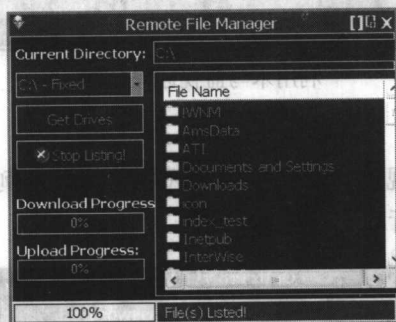 Remote File Manager
Current Directory: C:\
C:\ - Fixed
Get Drives
Stop Listing!
Download Progress
0%
Upload Progress:
0%
100%
File Name
IWNM
AmsData
ATI
Documents and Settings
Downloads
icon
index_test
Inetpub
InterWise
File(s) Listed!